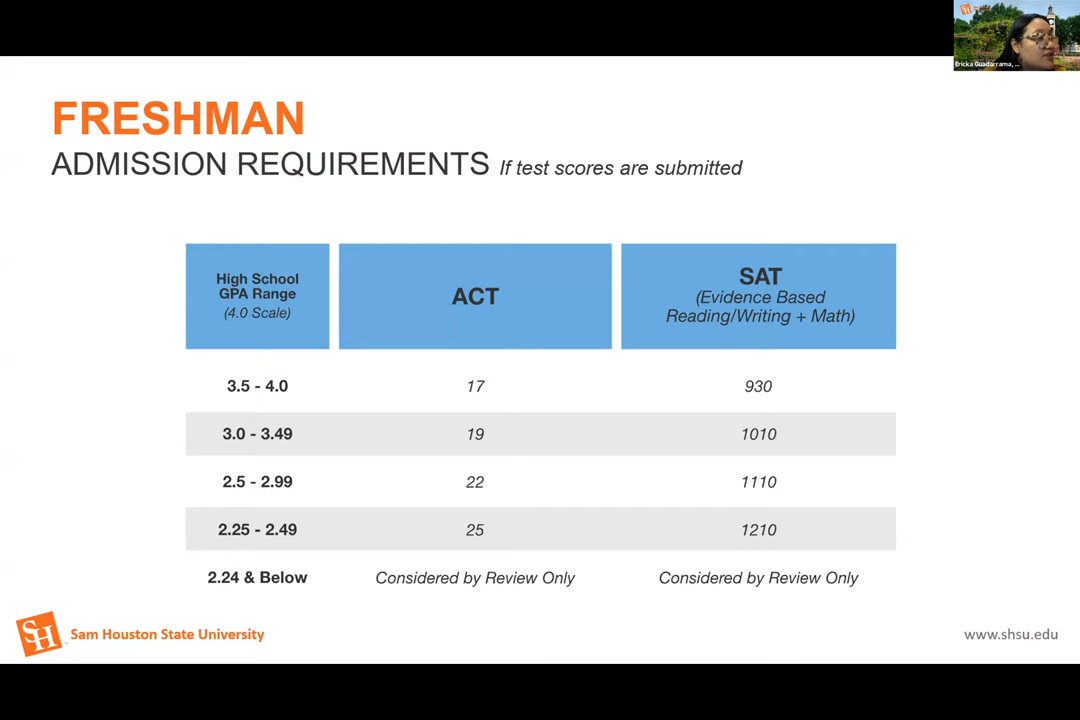 Ericka Guadarrama, ...
FRESHMAN
ADMISSION REQUIREMENTS If test scores are submitted
High School
GPA Range
(4.0 Scale)
ACT
SAT
(Evidence Based
Reading/Writing + Math)
3.5 - 4.0 17 930
3.0 - 3.49 19 1010
2.5 - 2.99 22 1110
2.25 - 2.49 25 1210
2.24 & Below Considered by Review Only Considered by Review Only
SH Sam Houston State University
www.shsu.edu